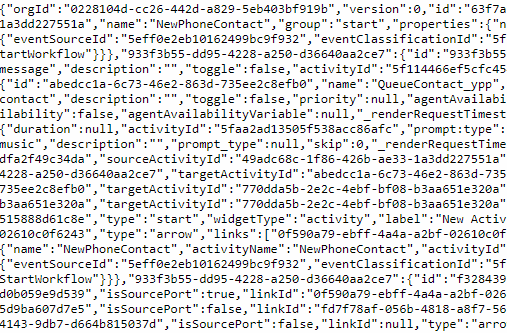 {"orgId":"0228104d-cc26-442d-a829-5eb403bf919b","version":0,"id":"63f7a
1a3dd227551a","name":"NewPhoneContact","group":"start","properties":{"n
{"eventSourceId":"5eff0e2eb10162499bc9f932","eventClassificationId":"5f
tartWorkflow"}}},"933f3b55-dd95-4228-a250-d36640aa2ce7":{"id":"933f3b55
message","description":"","toggle":false,"activityId":"5f114466ef5cfc45
{"id":"abedcc1a-6c73-46e2-863d-735ee2c8efb0","name":"QueueContact_ypp",
contact","description":"","toggle":false,"priority":null,"agentAvailabi
ilability":false,"agentAvailabilityVariable":null,"_renderRequestTimest
{"duration":null,"activityId":"5faa2ad13505f538acc86afc","prompt:type":
music","description":"","prompt_type":null,"skip":0,"_renderRequestTime
dfa2f49c34da","sourceActivityId":"49adc68c-1f86-426b-ae33-1a3dd227551a"
4228-a250-d36640aa2ce7","targetActivityId":"abedcc1a-6c73-46e2-863d-735
735ee2c8efb0","targetActivityId":"770dda5b-2e2c-4ebf-bf08-b3aa651e320a"
b3aa651e320a","targetActivityId":"770dda5b-2e2c-4ebf-bf08-b3aa651e320a"
515888d61c8e","type":"start","widgetType":"activity","label":"New Activ
02610c0f6243","type":"arrow","links":["0f590a79-ebff-4a4a-a2bf-02610c0f
{"name":"NewPhoneContact","activityName":"NewPhoneContact","activityId"
{"eventSourceId":"5eff0e2eb10162499bc9f932","eventClassificationId":"5f
StartWorkflow"}}},"933f3b55-dd95-4228-a250-d36640aa2ce7":{"id":"f328439
d0b059e9d539","isSourcePort":true,"linkId":"0f590a79-ebff-4a4a-a2bf-026
5d9ba607d7e5","isSourcePort":false,"linkId":"fd7f78af-056b-4818-a8f7-56
4143-9db7-d664b815037d","isSourcePort":false,"linkId":null,"type":"arro